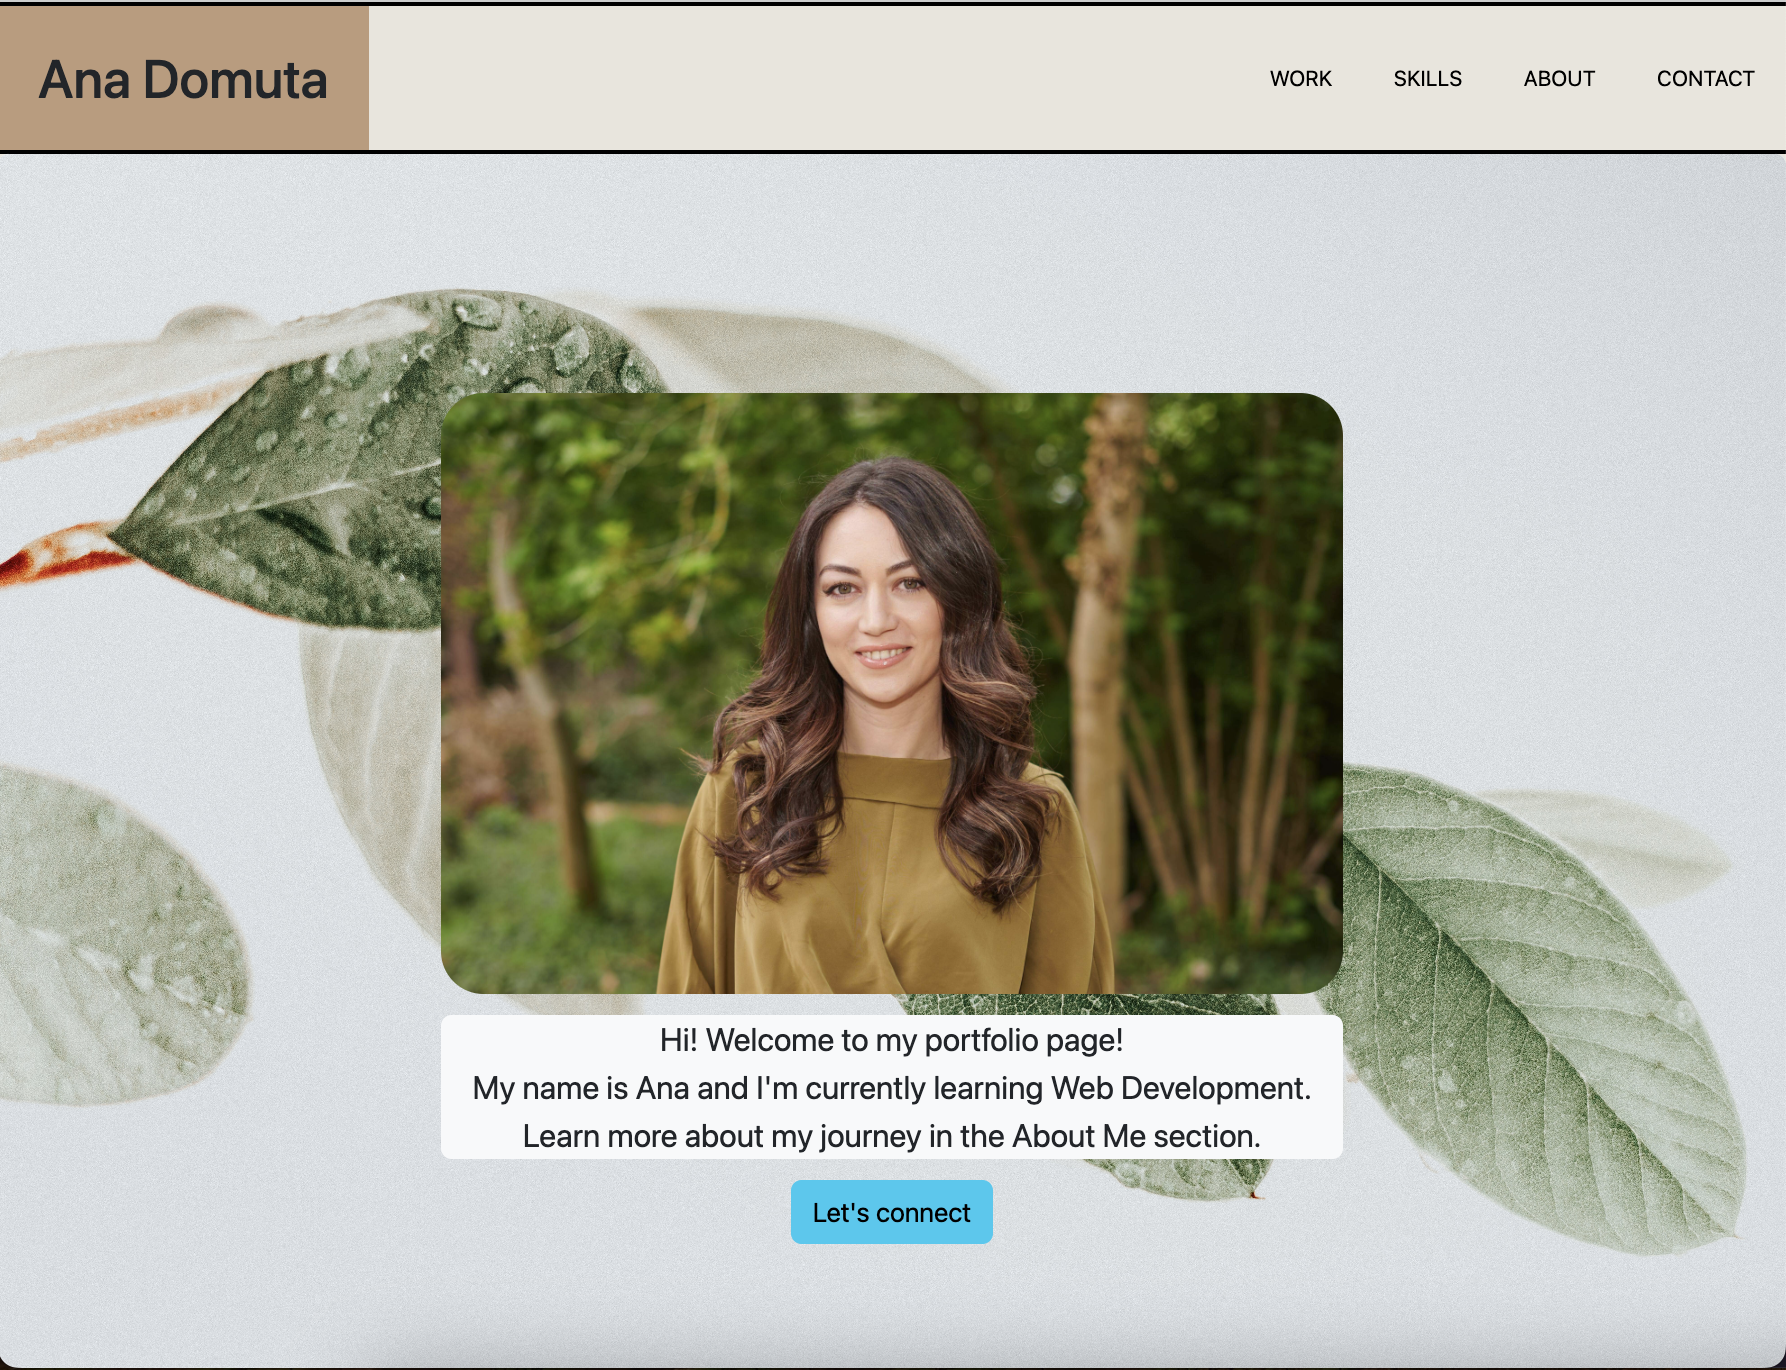 Ana Domuta
WORK SKILLS ABOUT CONTACT
Hi! Welcome to my portfolio page!
My name is Ana and I'm currently learning Web Development.
Learn more about my journey in the About Me section.
Let's connect